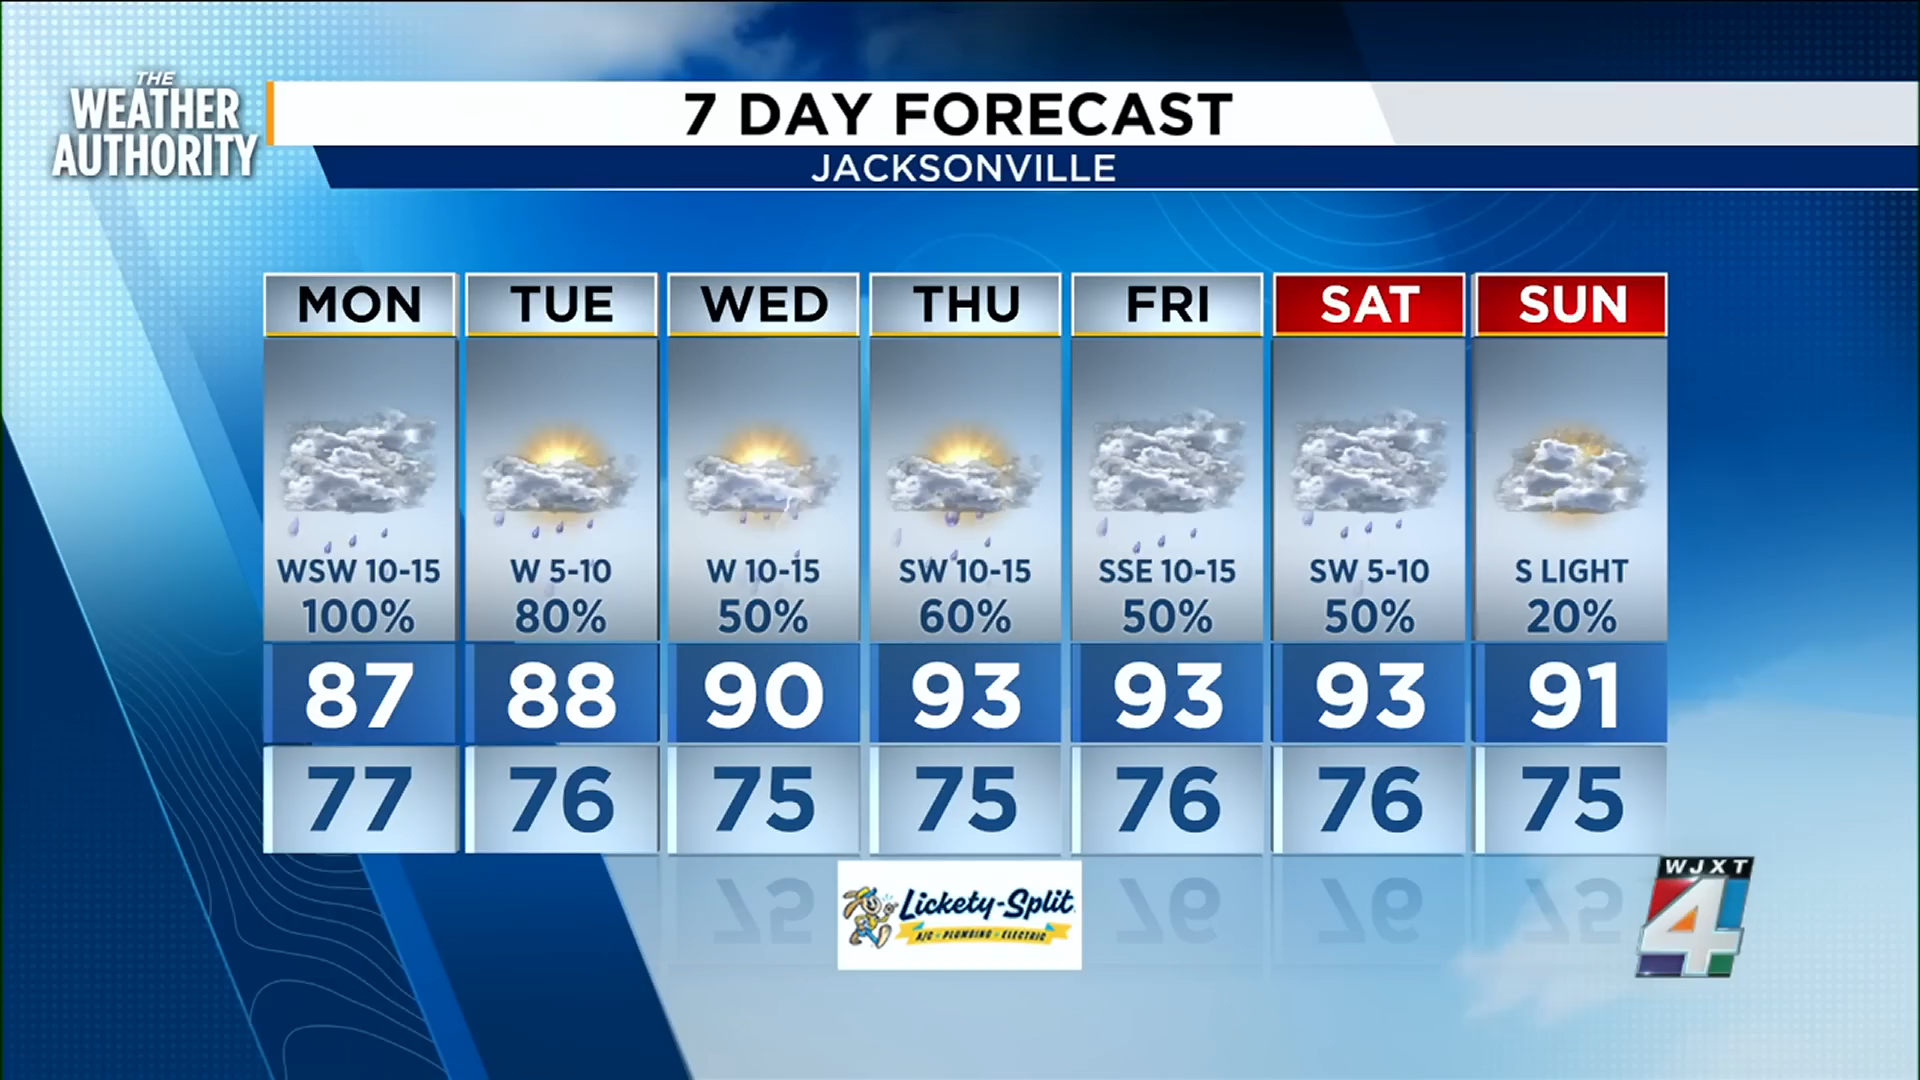 THE
WEATHER
AUTHORITY
7 DAY FORECAST
JACKSONVILLE
MON TUE WED THU FRI SAT SUN
WSW 10-15 W 5-10 W 10-15 SW 10-15 SSE 10-15 SW 5-10 S LIGHT
100% 80% 50% 60% 50% 50% 20%
87 88 90 93 93 93 91
77 76 75 75 76 76 75
Lickety-Split
A/C - PLUMBING - ELECTRIC
WJXT
4